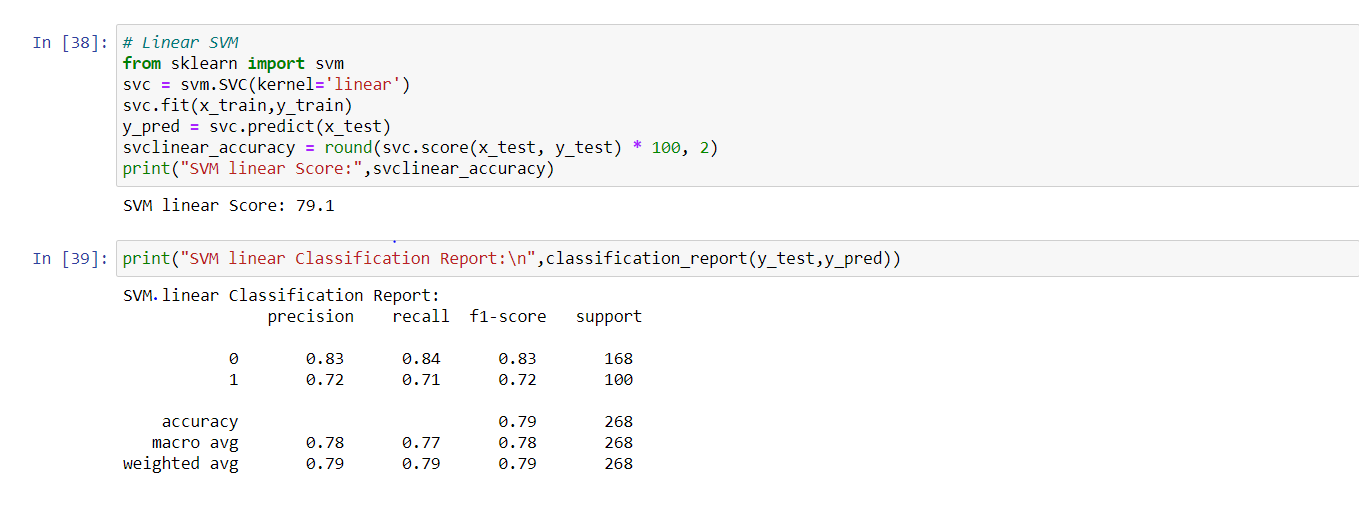 In [38]: # Linear SVM
from sklearn import svm
svc = svm.SVC(kernel='linear')
svc.fit(x_train,y_train)
y_pred = svc.predict(x_test)
svclinear_accuracy = round(svc.score(x_test, y_test) * 100, 2)
print("SVM linear Score:",svclinear_accuracy)
SVM linear Score: 79.1
In [39]: print("SVM linear Classification Report:\n",classification_report(y_test,y_pred))
SVM linear Classification Report:
precision recall f1-score support
0 0.83 0.84 0.83 168
1 0.72 0.71 0.72 100
accuracy 0.79 268
macro avg 0.78 0.77 0.78 268
weighted avg 0.79 0.79 0.79 268